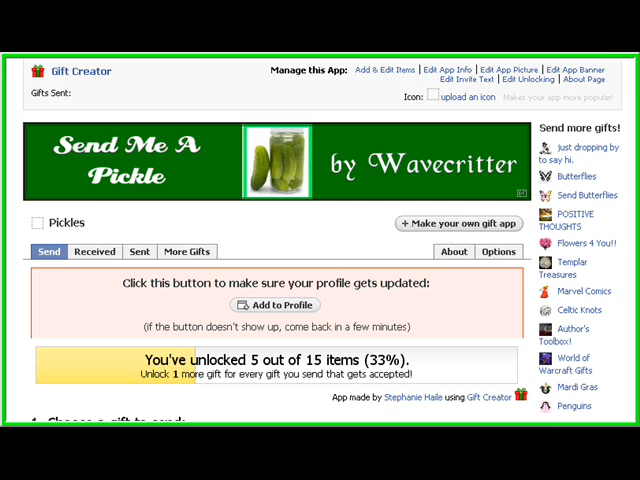 Gift Creator
Manage this App: Add & Edit Items | Edit App Info | Edit App Picture | Edit App Banner
Edit Invite Text | Edit Unlocking | About Page
Gifts Sent:
Icon: upload an icon Makes your app more popular!
Send Me A
Pickle
by Wavecritter
Pickles
+ Make your own gift app
Send Received Sent More Gifts About Options
Click this button to make sure your profile gets updated:
Add to Profile
(if the button doesn't show up, come back in a few minutes)
You've unlocked 5 out of 15 items (33%).
Unlock 1 more gift for every gift you send that gets accepted!
App made by Stephanie Haile using Gift Creator
1. Choose a gift to send:
Send more gifts!
just dropping by
to say hi.
Butterflies
Send Butterflies
POSITIVE
THOUGHTS
Flowers 4 You!!
Templar
Treasures
Marvel Comics
Celtic Knots
Author's
Toolbox!
World of
Warcraft Gifts
Mardi Gras
Penguins